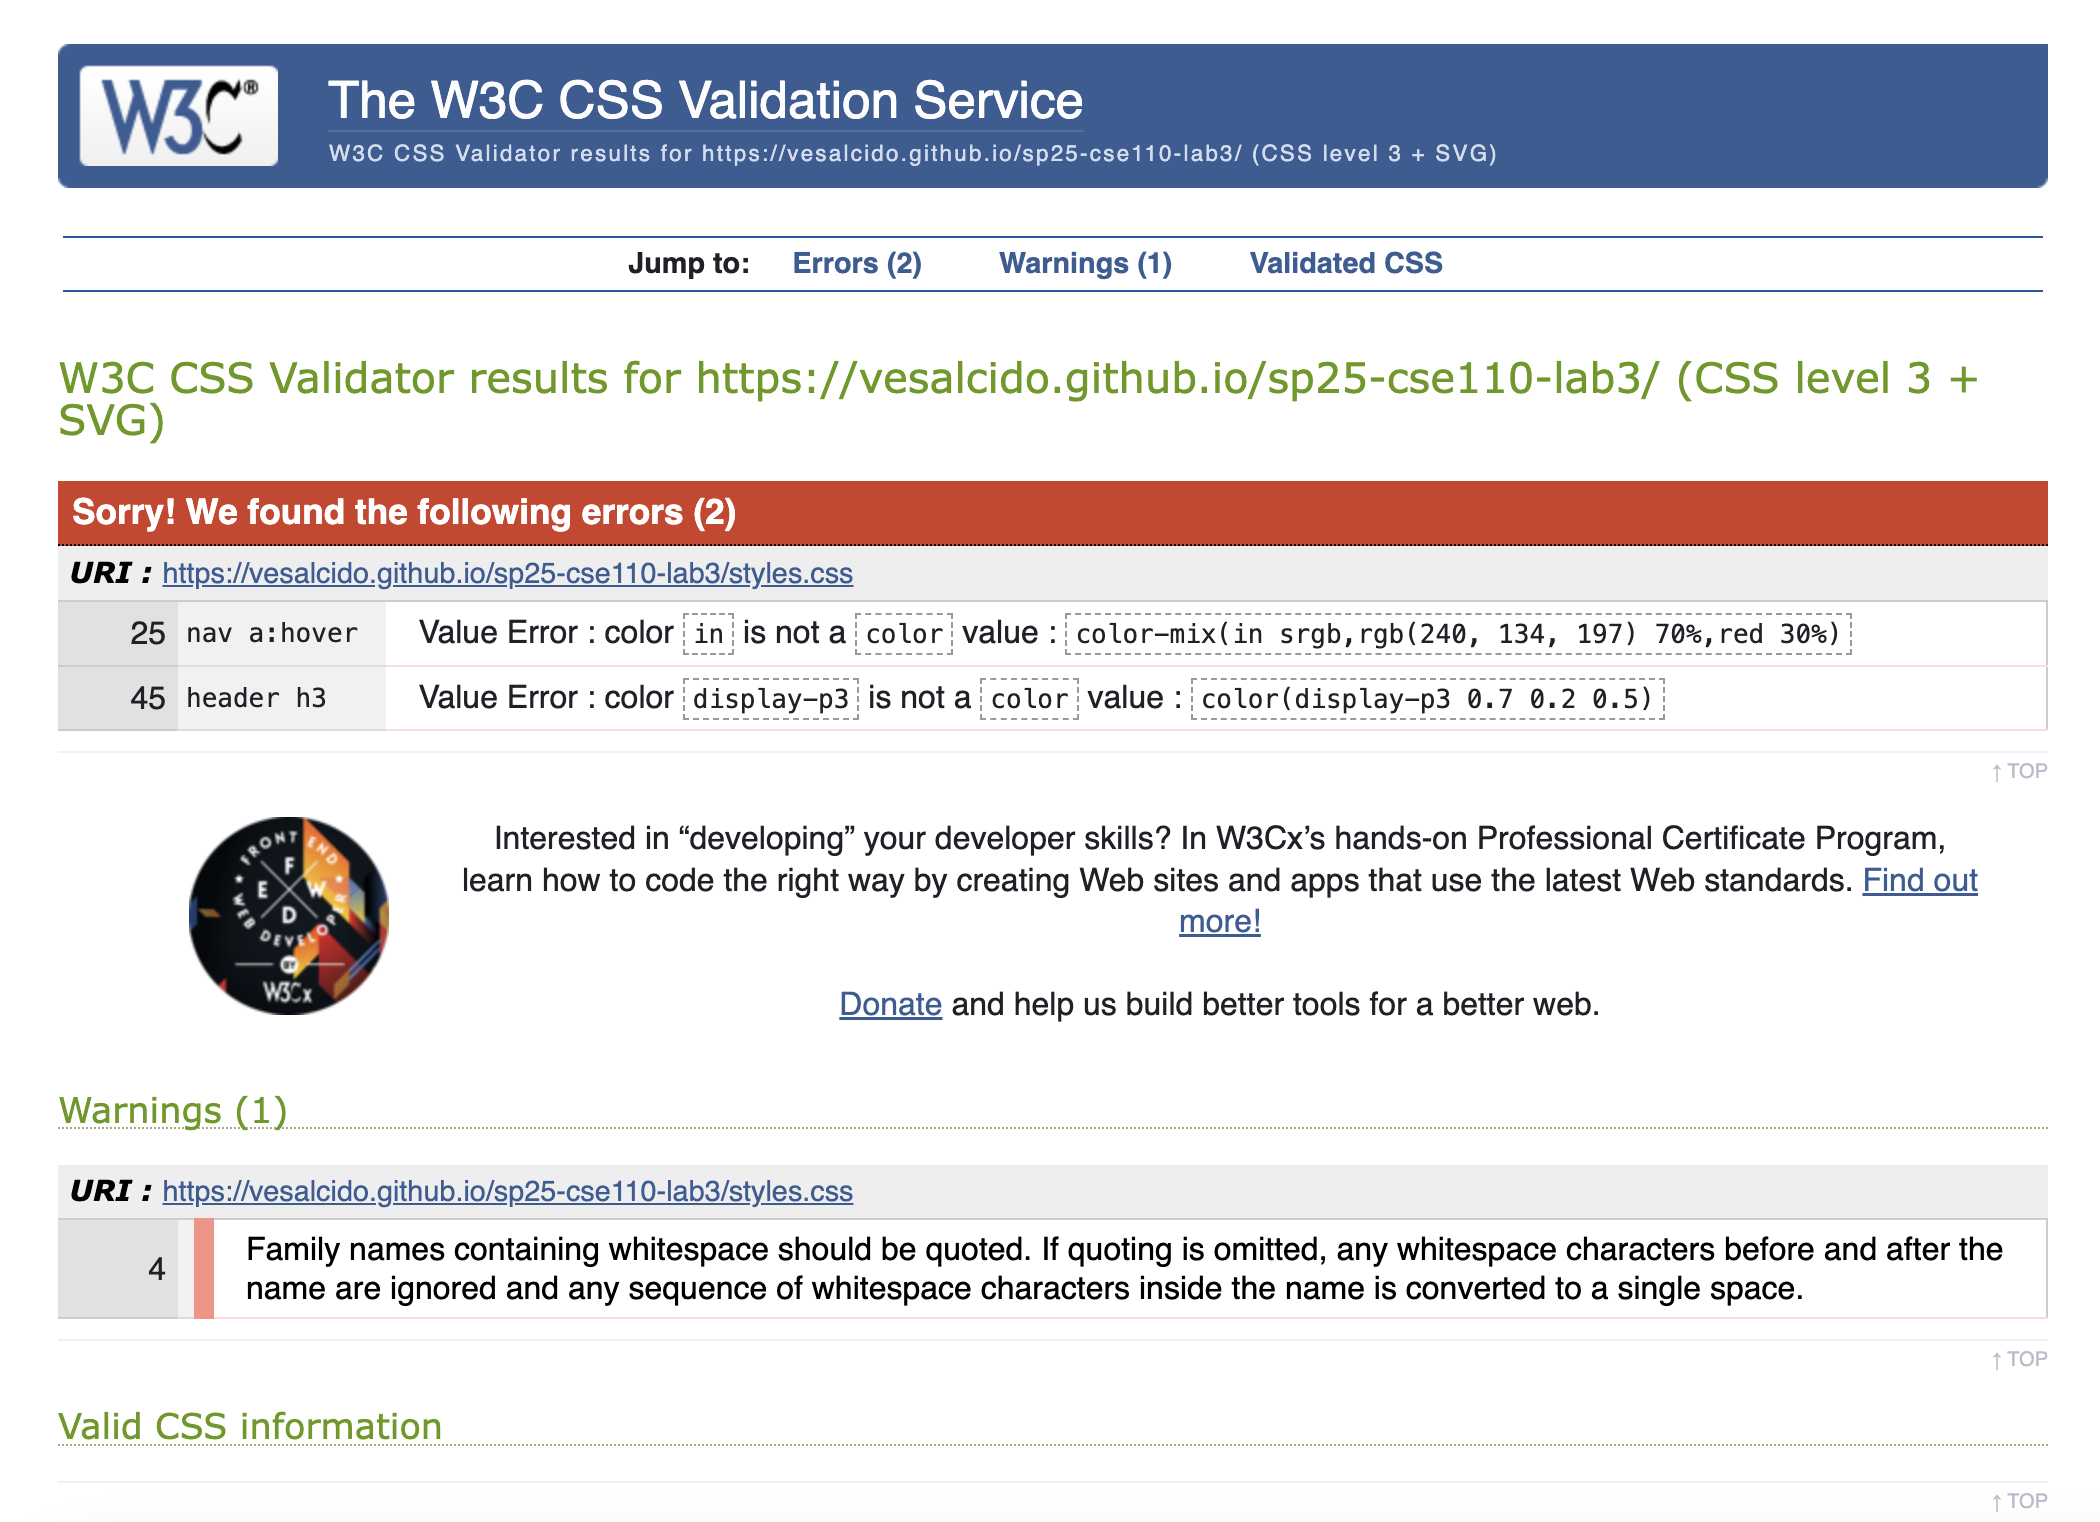 W3C®
The W3C CSS Validation Service
W3C CSS Validator results for https://vesalcido.github.io/sp25-cse110-lab3/ (CSS level 3 + SVG)
Jump to: Errors (2) Warnings (1) Validated CSS
W3C CSS Validator results for https://vesalcido.github.io/sp25-cse110-lab3/ (CSS level 3 +
SVG)
Sorry! We found the following errors (2)
URI : https://vesalcido.github.io/sp25-cse110-lab3/styles.css
25 nav a:hover Value Error : color in is not a color value : color-mix(in srgb,rgb(240, 134, 197) 70%,red 30%)
45 header h3 Value Error : color display-p3 is not a color value : color(display-p3 0.7 0.2 0.5)
↑ TOP
FRONT END
F E W D
WEB DEVELOPER
BY
W3Cx
Interested in “developing” your developer skills? In W3Cx’s hands-on Professional Certificate Program,
learn how to code the right way by creating Web sites and apps that use the latest Web standards. Find out
more!
Donate and help us build better tools for a better web.
Warnings (1)
URI : https://vesalcido.github.io/sp25-cse110-lab3/styles.css
4 Family names containing whitespace should be quoted. If quoting is omitted, any whitespace characters before and after the
name are ignored and any sequence of whitespace characters inside the name is converted to a single space.
↑ TOP
Valid CSS information
↑ TOP